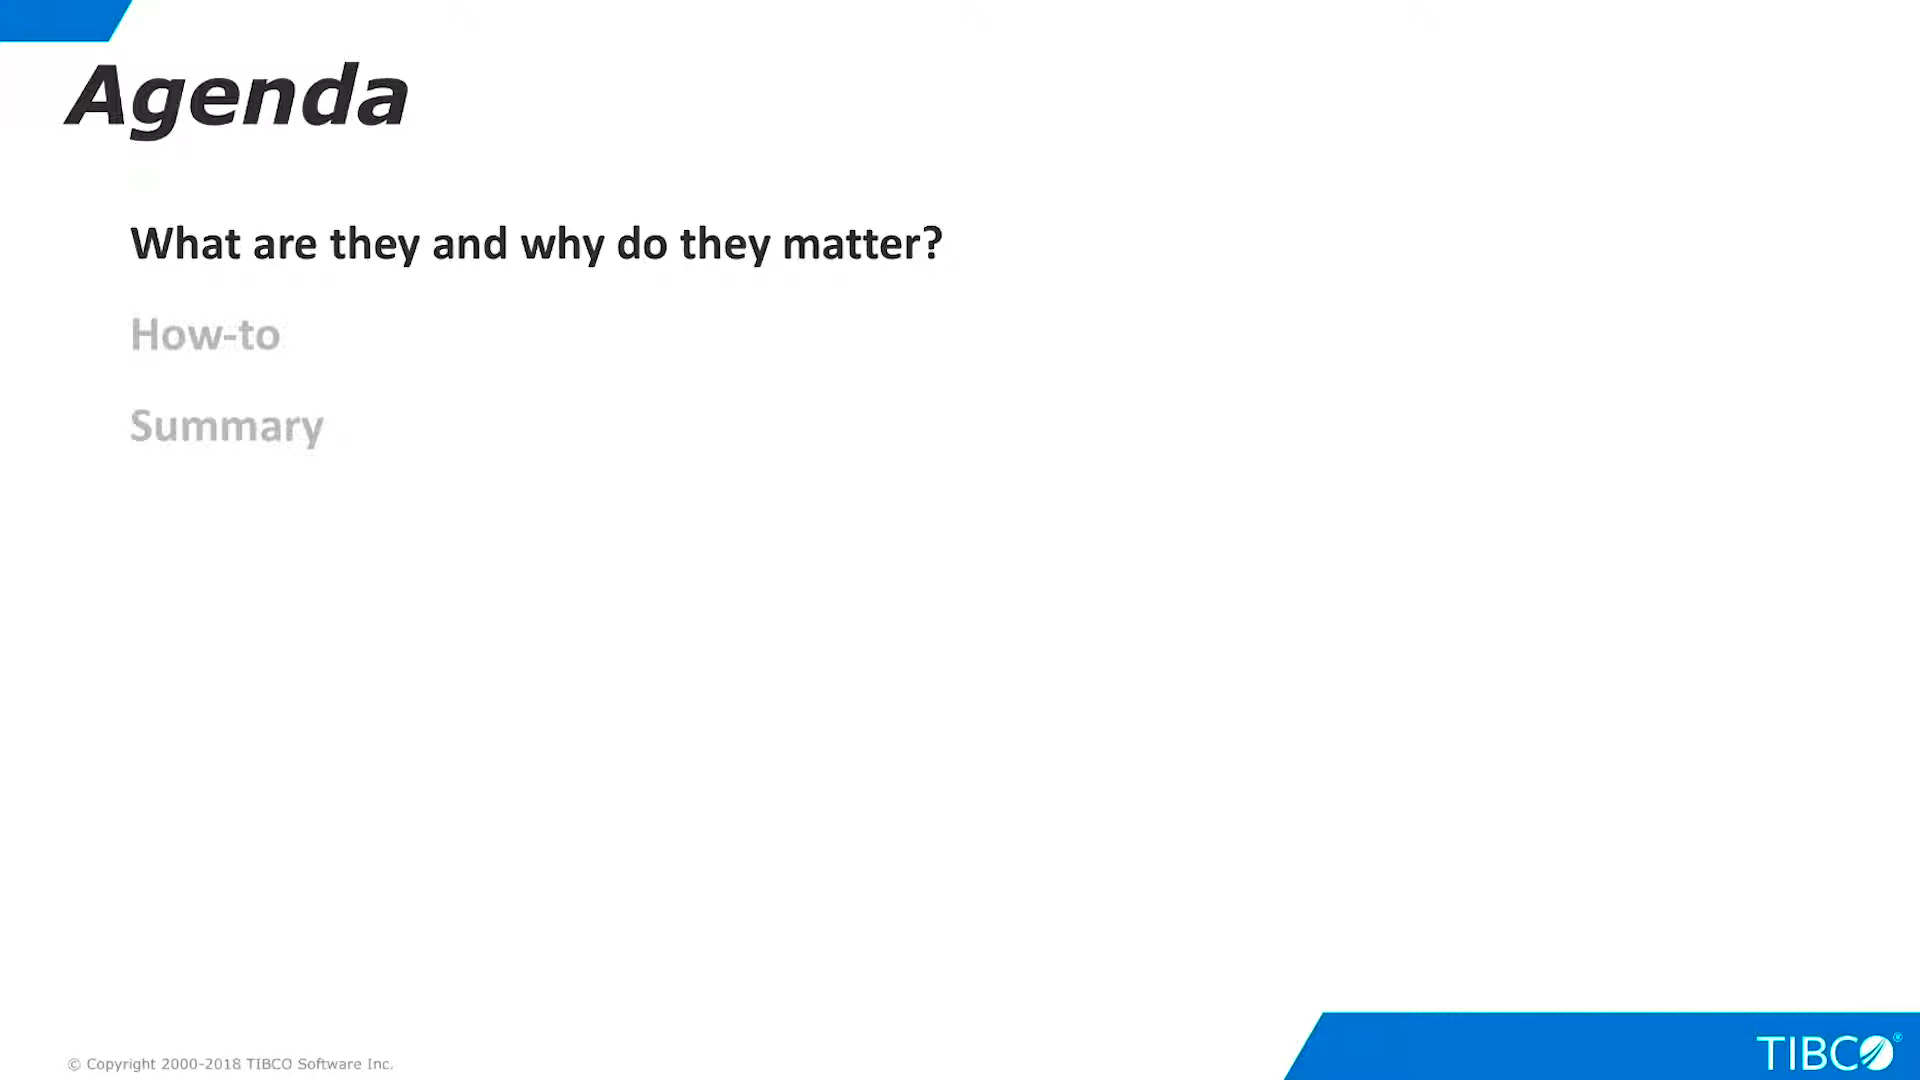 Agenda
What are they and why do they matter?
How-to
Summary
© Copyright 2000-2018 TIBCO Software Inc.
TIBCO®